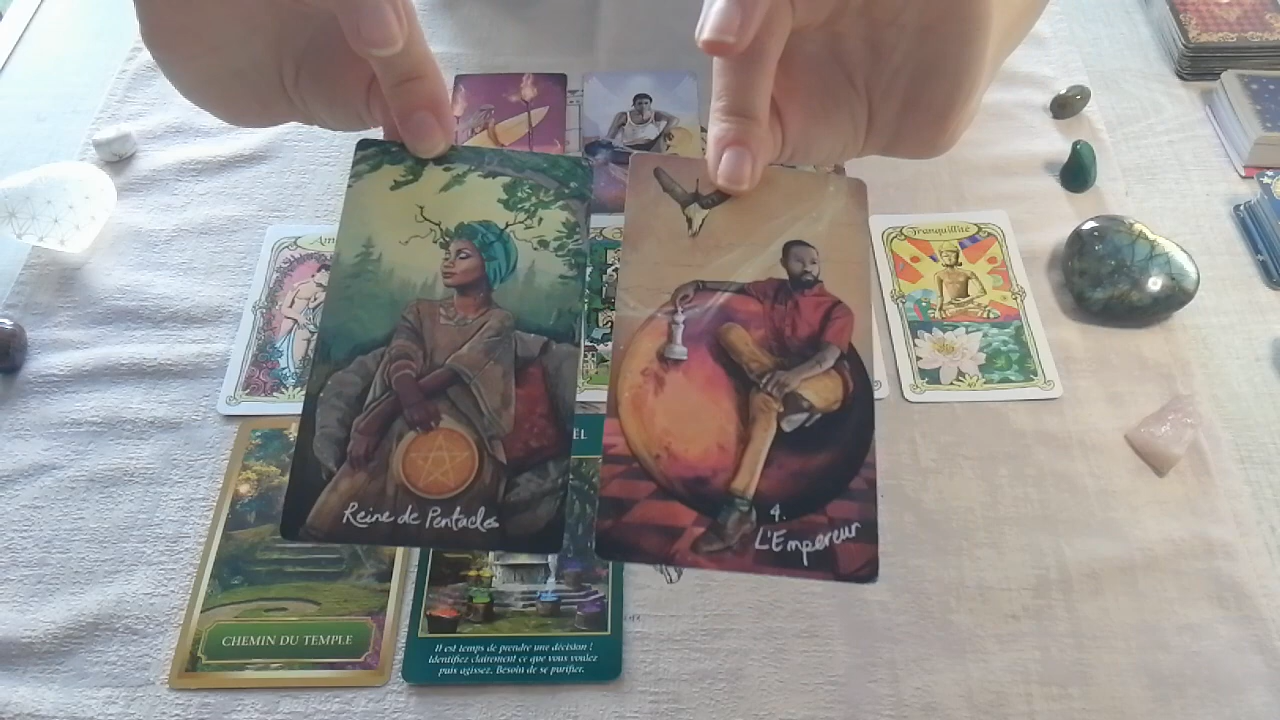 Tranquillité
Reine de Pentacles
4.
L'Empereur
CHEMIN DU TEMPLE
Il est temps de prendre une décision !
Identifiez clairement ce que vous voulez
puis agissez. Besoin de se purifier.